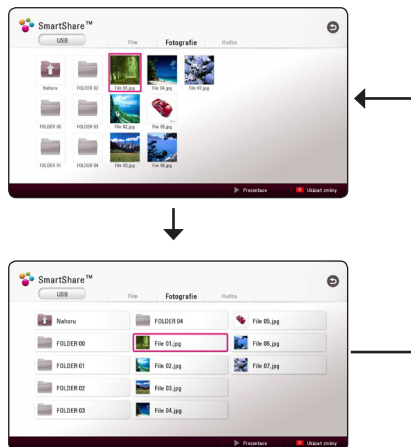 SmartShare™
USB
Film Fotografie Hudba
Nahoru FOLDER 02 File 01.jpg File 04.jpg File 07.jpg
FOLDER 00 FOLDER 03 File 02.jpg File 05.jpg
FOLDER 01 FOLDER 04 File 03.jpg File 06.jpg
Prezentace Ukázat změny
SmartShare™
USB
Film Fotografie Hudba
Nahoru FOLDER 04 File 05.jpg
FOLDER 00 File 01.jpg File 06.jpg
FOLDER 01 File 02.jpg File 07.jpg
FOLDER 02 File 03.jpg
FOLDER 03 File 04.jpg
Prezentace Ukázat změny